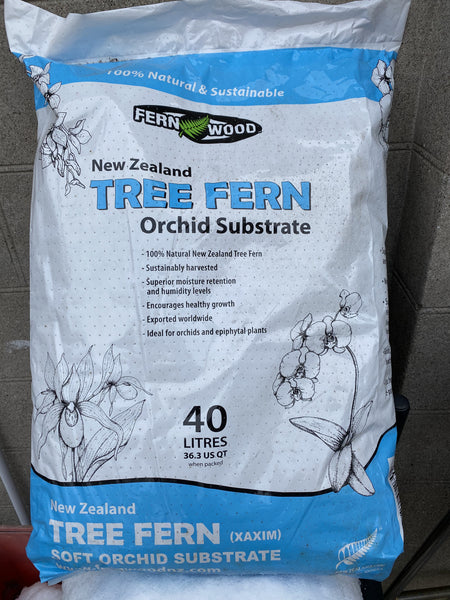 100% Natural & Sustainable
FERN WOOD
New Zealand
TREE FERN
Orchid Substrate
- 100% Natural New Zealand Tree Fern
- Sustainably harvested
- Superior moisture retention
and humidity levels
- Encourages healthy growth
- Exported worldwide
- Ideal for orchids and epiphytal plants
40
LITRES
36.3 US QT
when packed
New Zealand
TREE FERN (XAXIM)
SOFT ORCHID SUBSTRATE